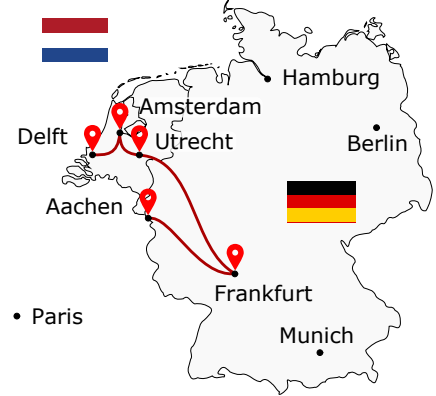 Hamburg
Amsterdam
Delft
Utrecht
Berlin
Aachen
Frankfurt
Paris
Munich